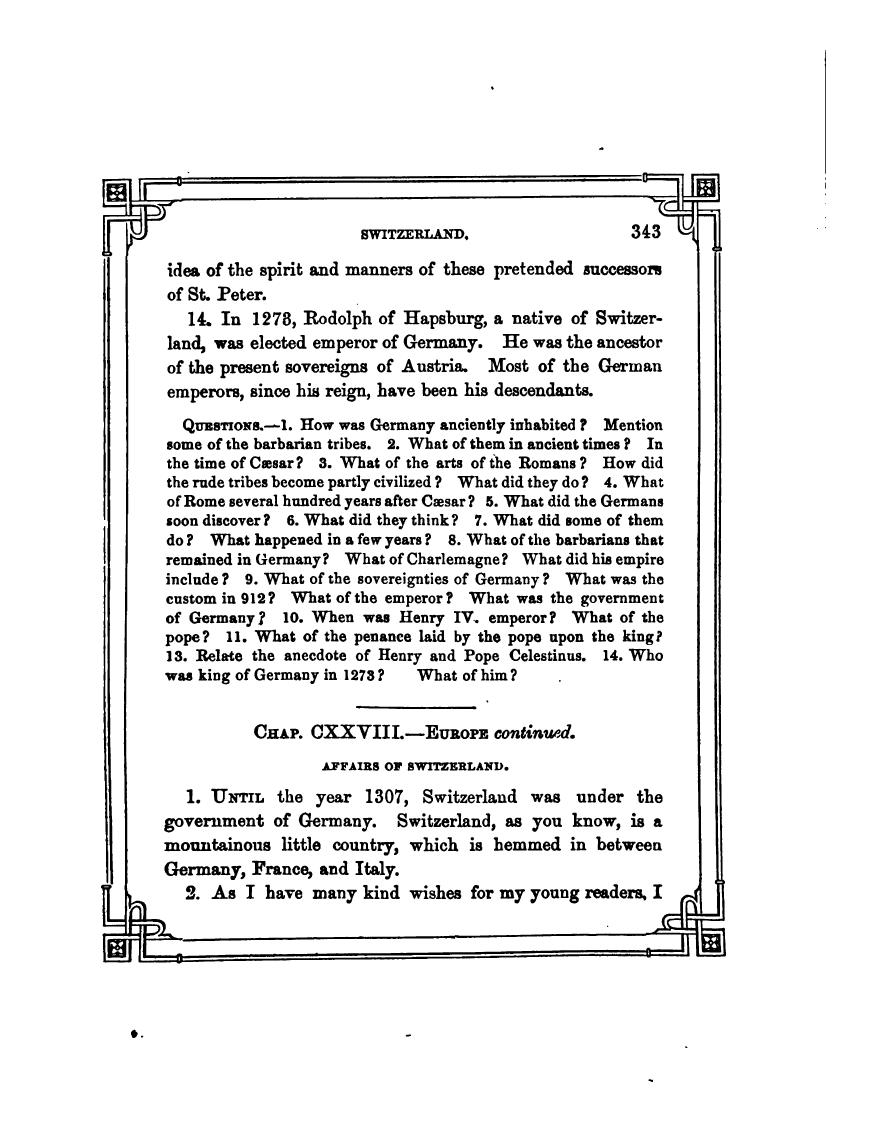 SWITZERLAND. 343
idea of the spirit and manners of these pretended successors
of St. Peter.
14. In 1273, Rodolph of Hapsburg, a native of Switzer-
land, was elected emperor of Germany. He was the ancestor
of the present sovereigns of Austria. Most of the German
emperors, since his reign, have been his descendants.
QUESTIONS.—1. How was Germany anciently inhabited? Mention
some of the barbarian tribes. 2. What of them in ancient times? In
the time of Cæsar? 3. What of the arts of the Romans? How did
the rude tribes become partly civilized? What did they do? 4. What
of Rome several hundred years after Cæsar? 5. What did the Germans
soon discover? 6. What did they think? 7. What did some of them
do? What happened in a few years? 8. What of the barbarians that
remained in Germany? What of Charlemagne? What did his empire
include? 9. What of the sovereignties of Germany? What was the
custom in 912? What of the emperor? What was the government
of Germany? 10. When was Henry IV. emperor? What of the
pope? 11. What of the penance laid by the pope upon the king?
13. Relate the anecdote of Henry and Pope Celestinus. 14. Who
was king of Germany in 1273? What of him?
CHAP. CXXVIII.—EUROPE continued.
AFFAIRS OF SWITZERLAND.
1. UNTIL the year 1307, Switzerland was under the
government of Germany. Switzerland, as you know, is a
mountainous little country, which is hemmed in between
Germany, France, and Italy.
2. As I have many kind wishes for my young readers, I